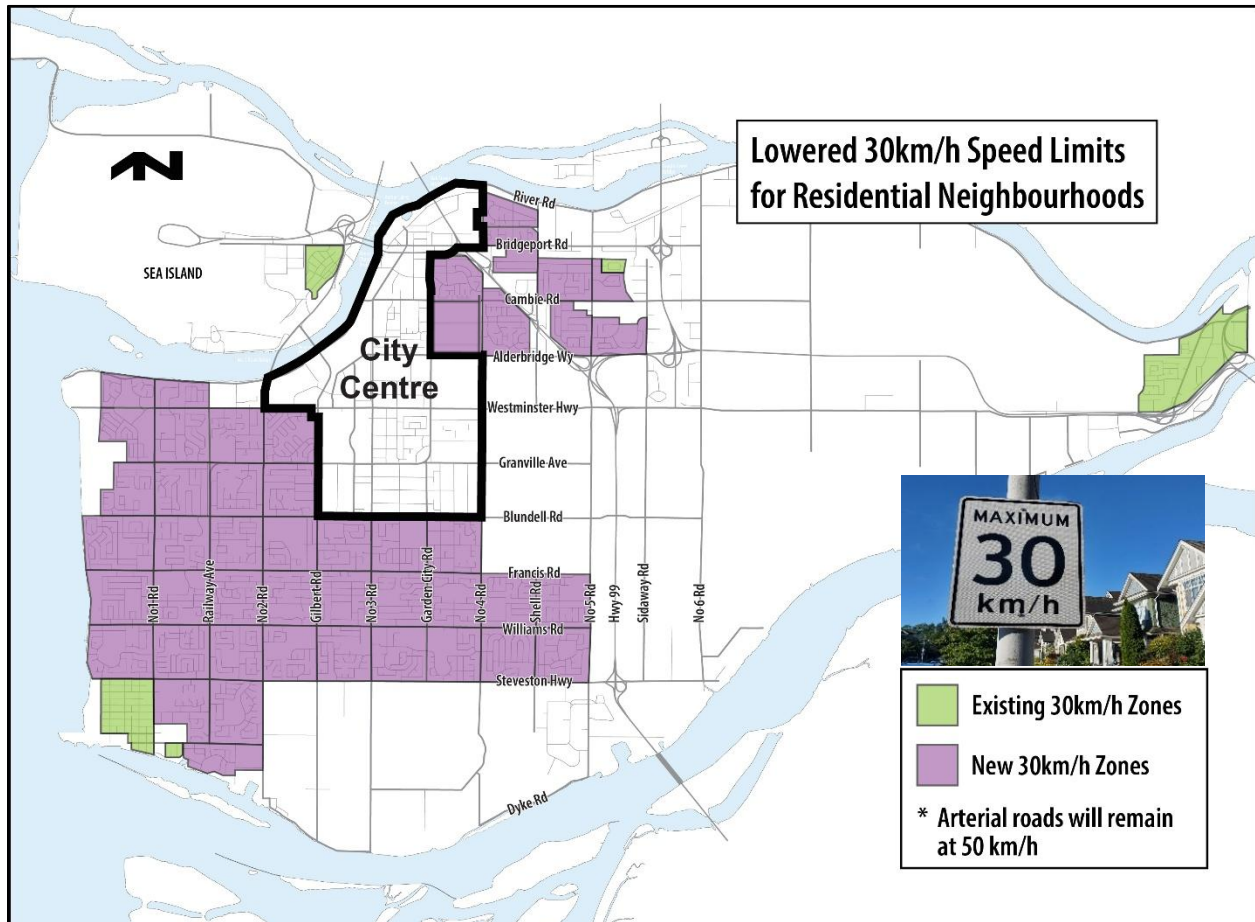 Lowered 30km/h Speed Limits
for Residential Neighbourhoods
N
River Rd
Bridgeport Rd
SEA ISLAND
Cambie Rd
City
Centre
Alderbridge Wy
Westminster Hwy
Granville Ave
Blundell Rd
Francis Rd
No 1 Rd
Railway Ave
No 2 Rd
Gilbert Rd
No 3 Rd
Garden City Rd
No 4 Rd
Shell Rd
No 5 Rd
Hwy 99
Sidaway Rd
No 6 Rd
Williams Rd
Steveston Hwy
Dyke Rd
MAXIMUM
30
km/h
Existing 30km/h Zones
New 30km/h Zones
* Arterial roads will remain
at 50 km/h